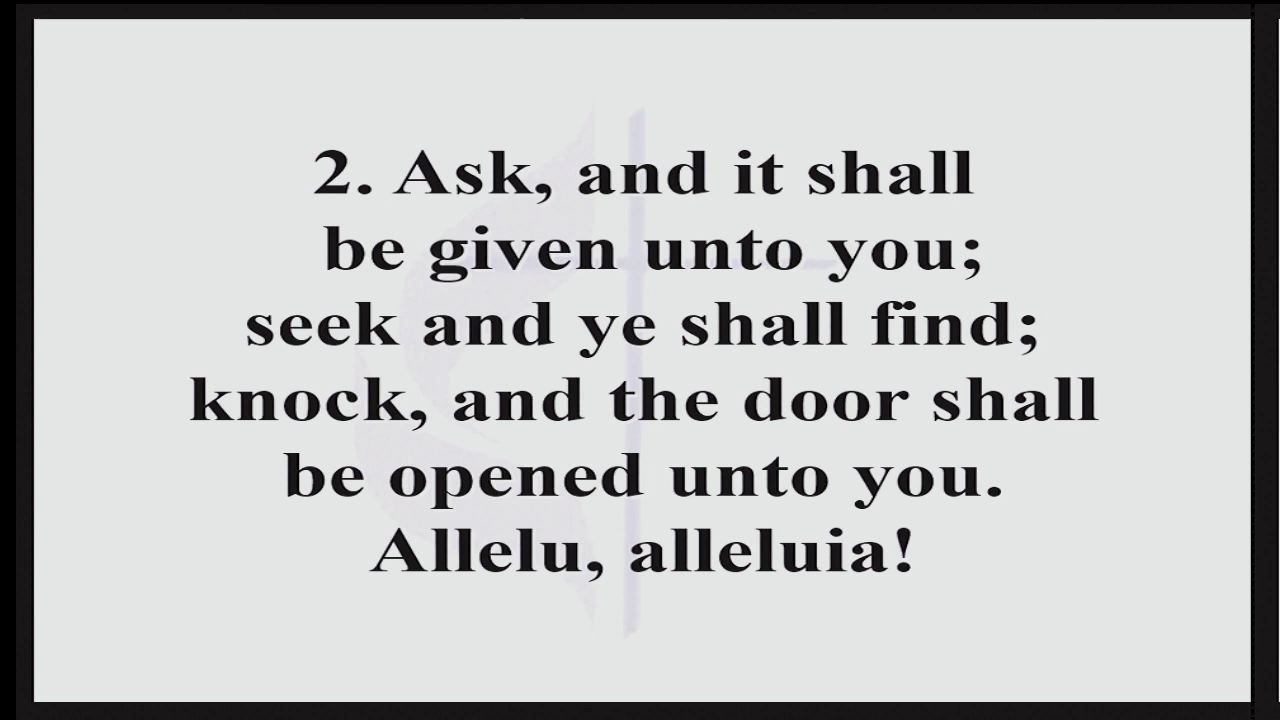 2. Ask, and it shall
be given unto you;
seek and ye shall find;
knock, and the door shall
be opened unto you.
Allelu, alleluia!